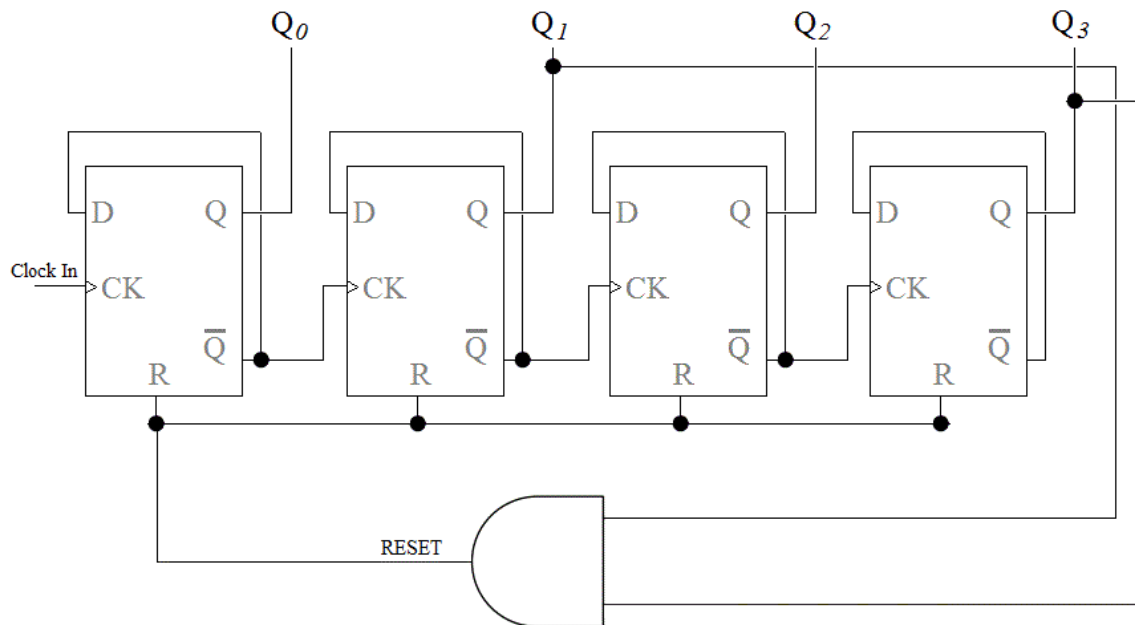 Q0 Q1 Q2 Q3
D Q D Q D Q D Q
Clock In CK CK CK CK
Q̅ Q̅ Q̅ Q̅
R R R R
RESET